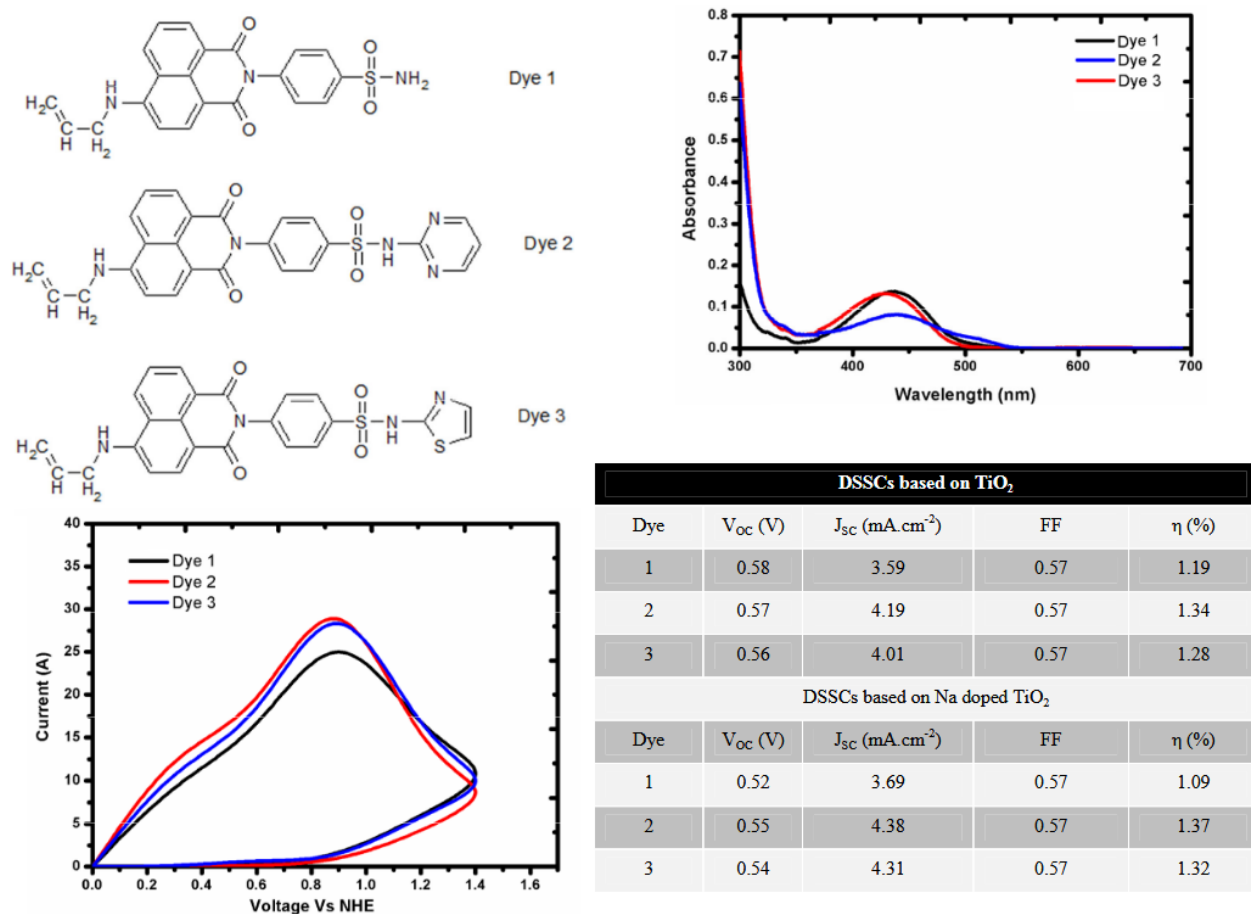 Dye 1
Dye 2
Dye 3
H₂C
C
H
C
H₂
H
N
O
N
O
O
S
O
NH₂
H₂C
C
H
C
H₂
H
N
O
N
O
O
S
O
N
H
N
N
H₂C
C
H
C
H₂
H
N
O
N
O
O
S
O
N
H
N
S
Absorbance
0.8
0.7
0.6
0.5
0.4
0.3
0.2
0.1
0.0
Dye 1
Dye 2
Dye 3
300 400 500 600 700
Wavelength (nm)
Current (A)
40
35
30
25
20
15
10
5
0
Dye 1
Dye 2
Dye 3
0.0 0.2 0.4 0.6 0.8 1.0 1.2 1.4 1.6
Voltage Vs NHE
DSSCs based on TiO₂
Dye V_OC (V) J_SC (mA.cm⁻²) FF η (%)
1 0.58 3.59 0.57 1.19
2 0.57 4.19 0.57 1.34
3 0.56 4.01 0.57 1.28
DSSCs based on Na doped TiO₂
Dye V_OC (V) J_SC (mA.cm⁻²) FF η (%)
1 0.52 3.69 0.57 1.09
2 0.55 4.38 0.57 1.37
3 0.54 4.31 0.57 1.32